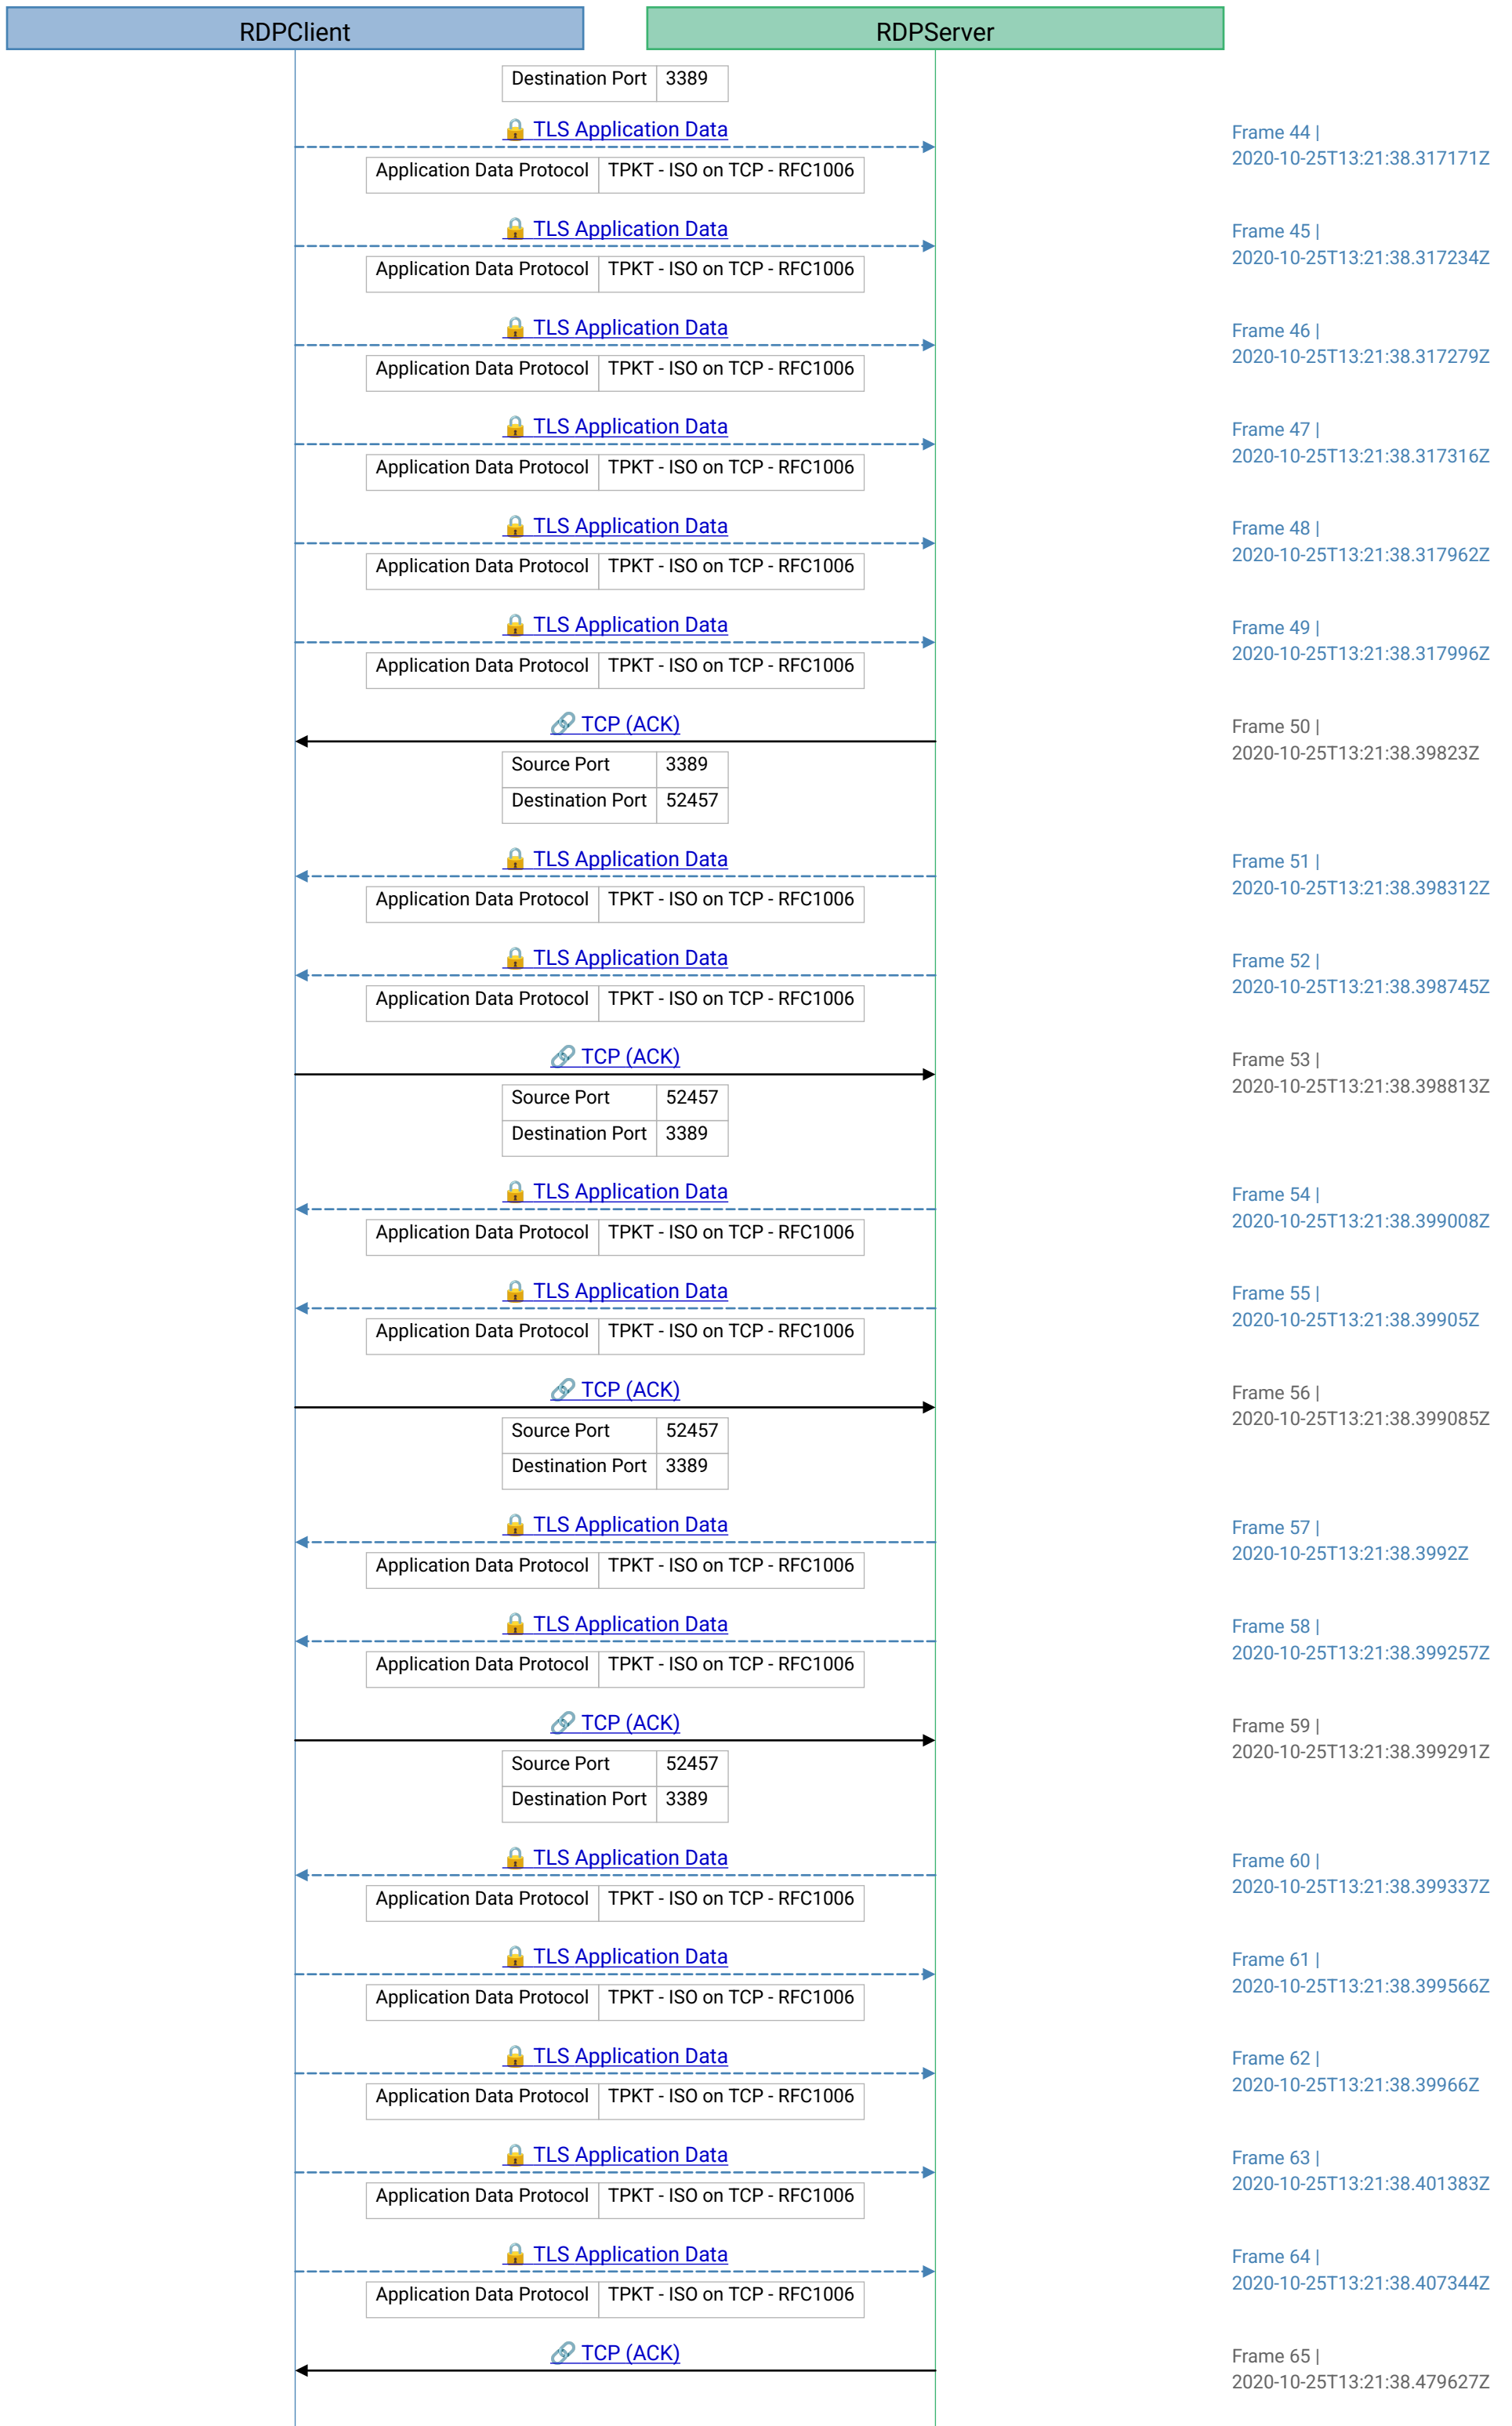 RDPClient RDPServer
Destination Port 3389
🔒 TLS Application Data
Frame 44 |
2020-10-25T13:21:38.317171Z
Application Data Protocol TPKT - ISO on TCP - RFC1006
🔒 TLS Application Data
Frame 45 |
2020-10-25T13:21:38.317234Z
Application Data Protocol TPKT - ISO on TCP - RFC1006
🔒 TLS Application Data
Frame 46 |
2020-10-25T13:21:38.317279Z
Application Data Protocol TPKT - ISO on TCP - RFC1006
🔒 TLS Application Data
Frame 47 |
2020-10-25T13:21:38.317316Z
Application Data Protocol TPKT - ISO on TCP - RFC1006
🔒 TLS Application Data
Frame 48 |
2020-10-25T13:21:38.317962Z
Application Data Protocol TPKT - ISO on TCP - RFC1006
🔒 TLS Application Data
Frame 49 |
2020-10-25T13:21:38.317996Z
Application Data Protocol TPKT - ISO on TCP - RFC1006
🔗 TCP (ACK)
Frame 50 |
2020-10-25T13:21:38.39823Z
Source Port 3389
Destination Port 52457
🔒 TLS Application Data
Frame 51 |
2020-10-25T13:21:38.398312Z
Application Data Protocol TPKT - ISO on TCP - RFC1006
🔒 TLS Application Data
Frame 52 |
2020-10-25T13:21:38.398745Z
Application Data Protocol TPKT - ISO on TCP - RFC1006
🔗 TCP (ACK)
Frame 53 |
2020-10-25T13:21:38.398813Z
Source Port 52457
Destination Port 3389
🔒 TLS Application Data
Frame 54 |
2020-10-25T13:21:38.399008Z
Application Data Protocol TPKT - ISO on TCP - RFC1006
🔒 TLS Application Data
Frame 55 |
2020-10-25T13:21:38.39905Z
Application Data Protocol TPKT - ISO on TCP - RFC1006
🔗 TCP (ACK)
Frame 56 |
2020-10-25T13:21:38.399085Z
Source Port 52457
Destination Port 3389
🔒 TLS Application Data
Frame 57 |
2020-10-25T13:21:38.3992Z
Application Data Protocol TPKT - ISO on TCP - RFC1006
🔒 TLS Application Data
Frame 58 |
2020-10-25T13:21:38.399257Z
Application Data Protocol TPKT - ISO on TCP - RFC1006
🔗 TCP (ACK)
Frame 59 |
2020-10-25T13:21:38.399291Z
Source Port 52457
Destination Port 3389
🔒 TLS Application Data
Frame 60 |
2020-10-25T13:21:38.399337Z
Application Data Protocol TPKT - ISO on TCP - RFC1006
🔒 TLS Application Data
Frame 61 |
2020-10-25T13:21:38.399566Z
Application Data Protocol TPKT - ISO on TCP - RFC1006
🔒 TLS Application Data
Frame 62 |
2020-10-25T13:21:38.39966Z
Application Data Protocol TPKT - ISO on TCP - RFC1006
🔒 TLS Application Data
Frame 63 |
2020-10-25T13:21:38.401383Z
Application Data Protocol TPKT - ISO on TCP - RFC1006
🔒 TLS Application Data
Frame 64 |
2020-10-25T13:21:38.407344Z
Application Data Protocol TPKT - ISO on TCP - RFC1006
🔗 TCP (ACK)
Frame 65 |
2020-10-25T13:21:38.479627Z